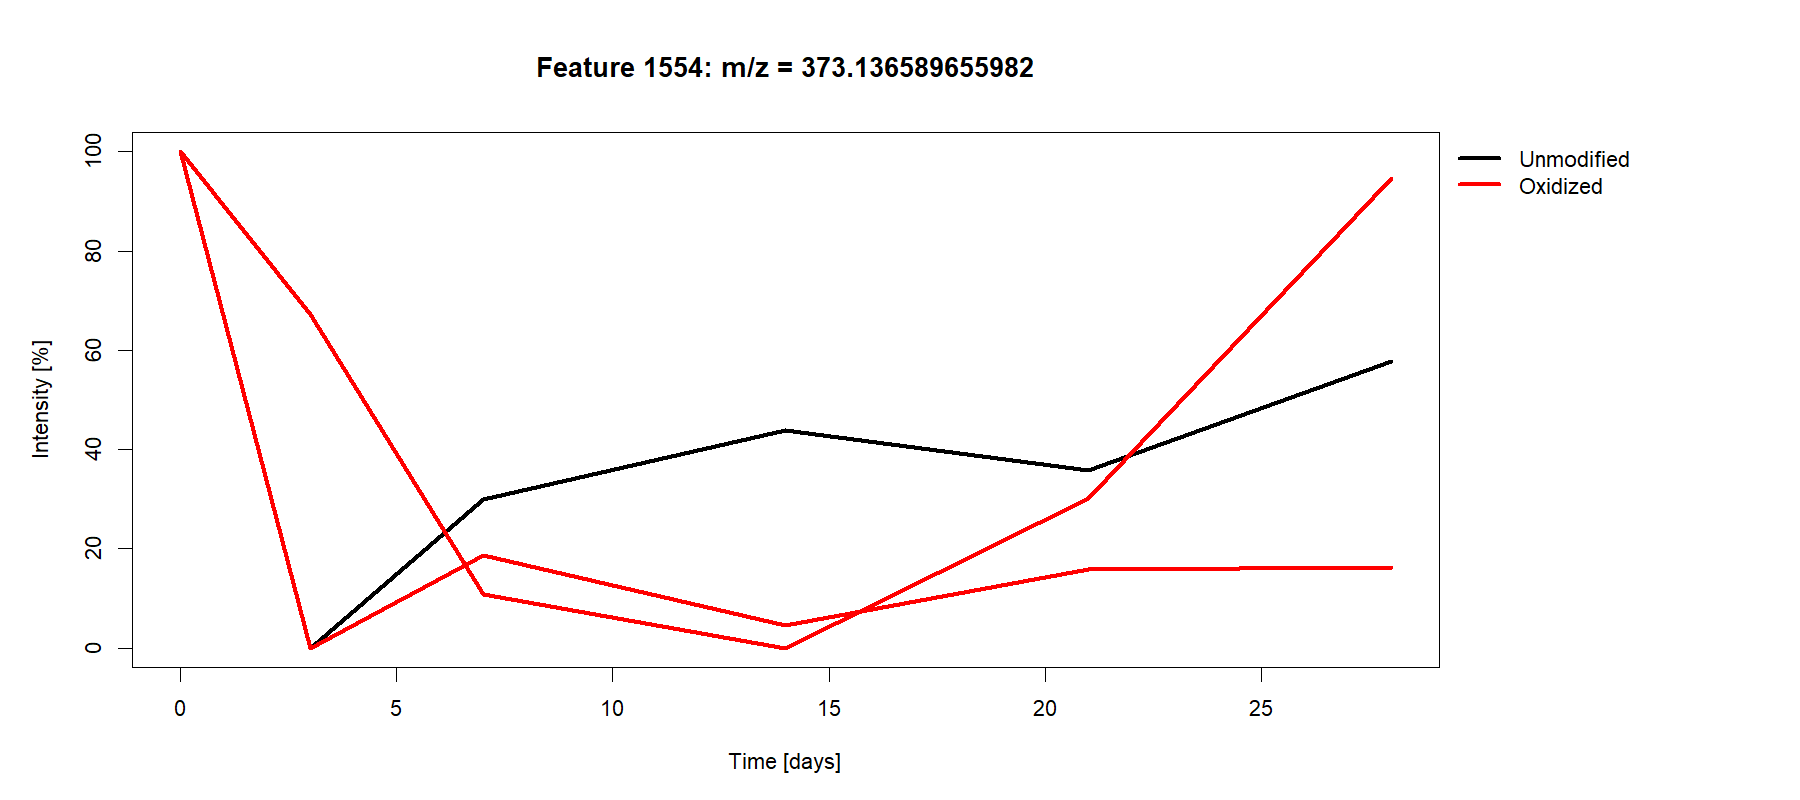 Feature 1554: m/z = 373.136589655982
Unmodified
Oxidized
Intensity [%]
100
80
60
40
20
0
0 5 10 15 20 25
Time [days]